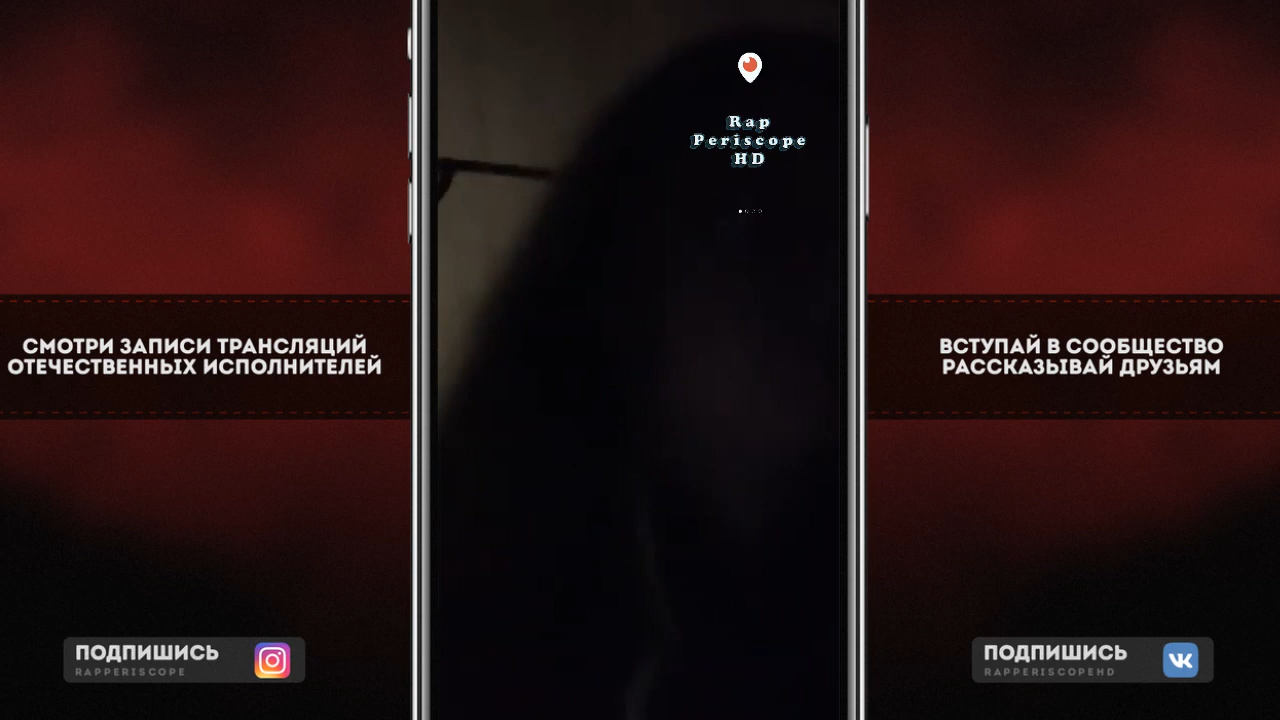 Rap
Periscope
HD
СМОТРИ ЗАПИСИ ТРАНСЛЯЦИЙ
ОТЕЧЕСТВЕННЫХ ИСПОЛНИТЕЛЕЙ
ВСТУПАЙ В СООБЩЕСТВО
РАССКАЗЫВАЙ ДРУЗЬЯМ
ПОДПИШИСЬ
RAPPERISCOPE
ПОДПИШИСЬ
RAPPERISCOPEHD